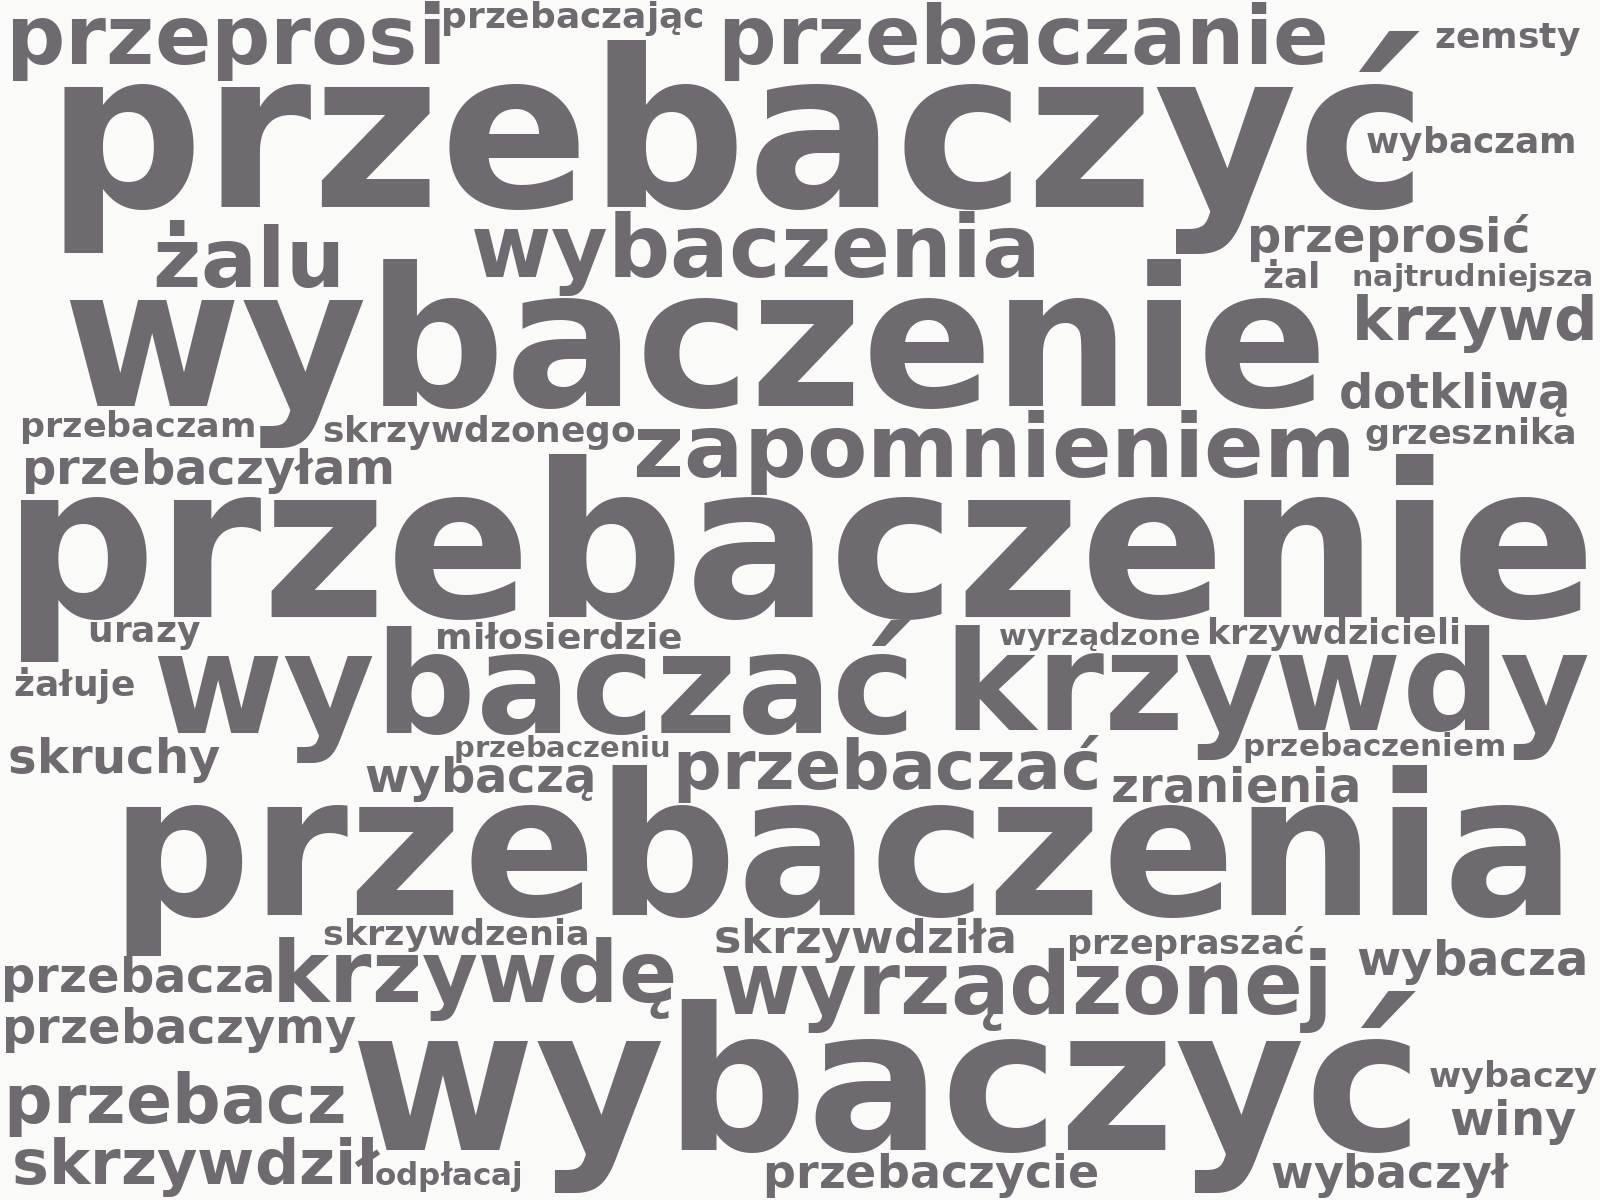 przeprosi przebaczając przebaczanie zemsty
przebaczyć
wybaczam
żalu wybaczenia przeprosić
żal najtrudniejsza
wybaczenie krzywd
dotkliwą
przebaczam skrzywdzonego zapomnieniem grzesznika
przebaczyłam
przebaczenie
urazy miłosierdzie wyrządzone krzywdzicieli
żałuje wybaczać krzywdy
skruchy przebaczeniu przebaczać przebaczeniem
wybaczą zranienia
przebaczenia
skrzywdzenia skrzywdziła przepraszać wybacza
przebacza krzywdę wyrządzonej
przebaczymy wybaczyć
przebacz wybaczy
winy
skrzywdził odpłacaj przebaczycie wybaczył